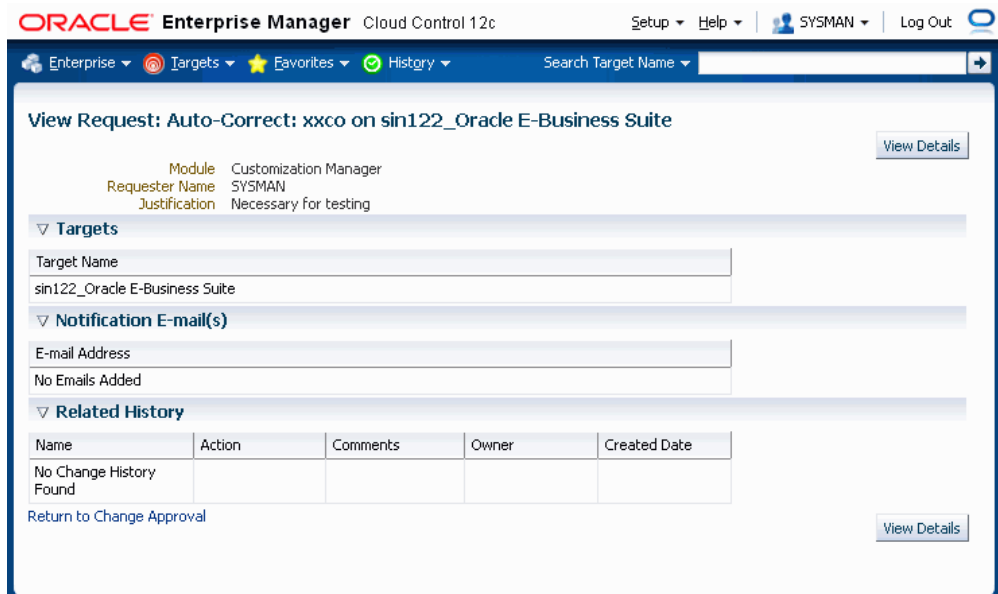 ORACLE Enterprise Manager Cloud Control 12c
Setup Help SYSMAN Log Out
Enterprise Targets Favorites History Search Target Name
View Request: Auto-Correct: xxco on sin122_Oracle E-Business Suite
View Details
Module Customization Manager
Requester Name SYSMAN
Justification Necessary for testing
Targets
Target Name
sin122_Oracle E-Business Suite
Notification E-mail(s)
E-mail Address
No Emails Added
Related History
Name Action Comments Owner Created Date
No Change History
Found
Return to Change Approval
View Details